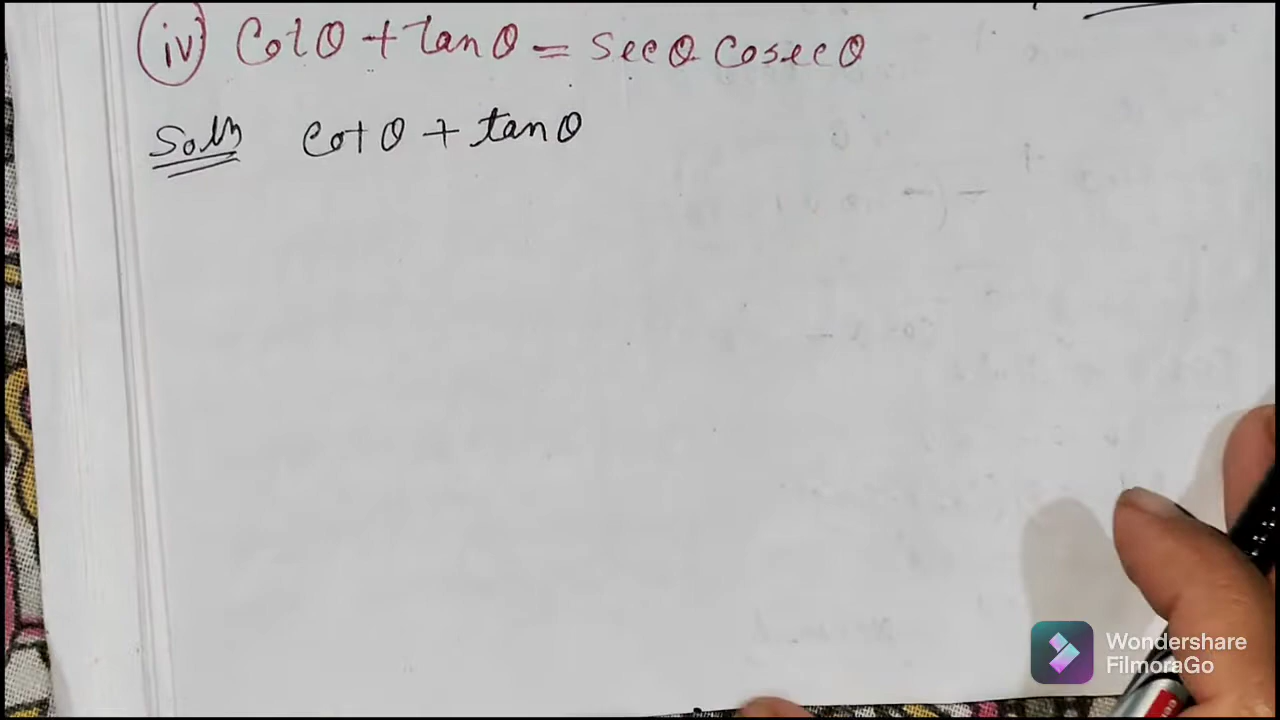 (iv) Cotθ + tanθ = secθ cosecθ
Soln cotθ + tanθ
Wondershare
FilmoraGo